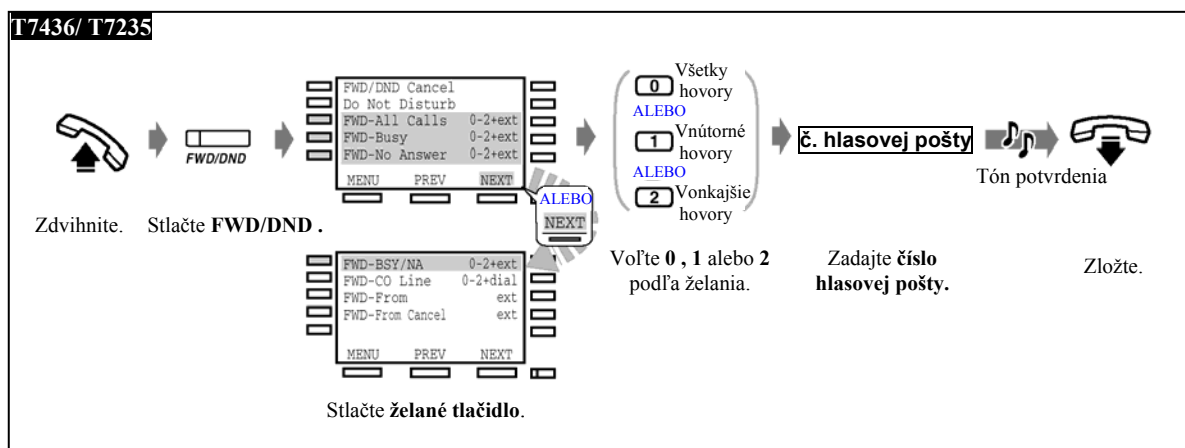 T7436/ T7235
FWD/DND Cancel
Do Not Disturb
FWD-All Calls 0-2+ext
FWD-Busy 0-2+ext
FWD-No Answer 0-2+ext
MENU PREV NEXT
ALEBO
NEXT
FWD/DND
0 Všetky
hovory
ALEBO
1 Vnútorné
hovory
ALEBO
2 Vonkajšie
hovory
č. hlasovej pošty
Tón potvrdenia
Zdvihnite.
Stlačte FWD/DND .
FWD-BSY/NA 0-2+ext
FWD-CO Line 0-2+dial
FWD-From ext
FWD-From Cancel ext
MENU PREV NEXT
Stlačte želané tlačidlo.
Voľte 0 , 1 alebo 2
podľa želania.
Zadajte číslo
hlasovej pošty.
Zložte.